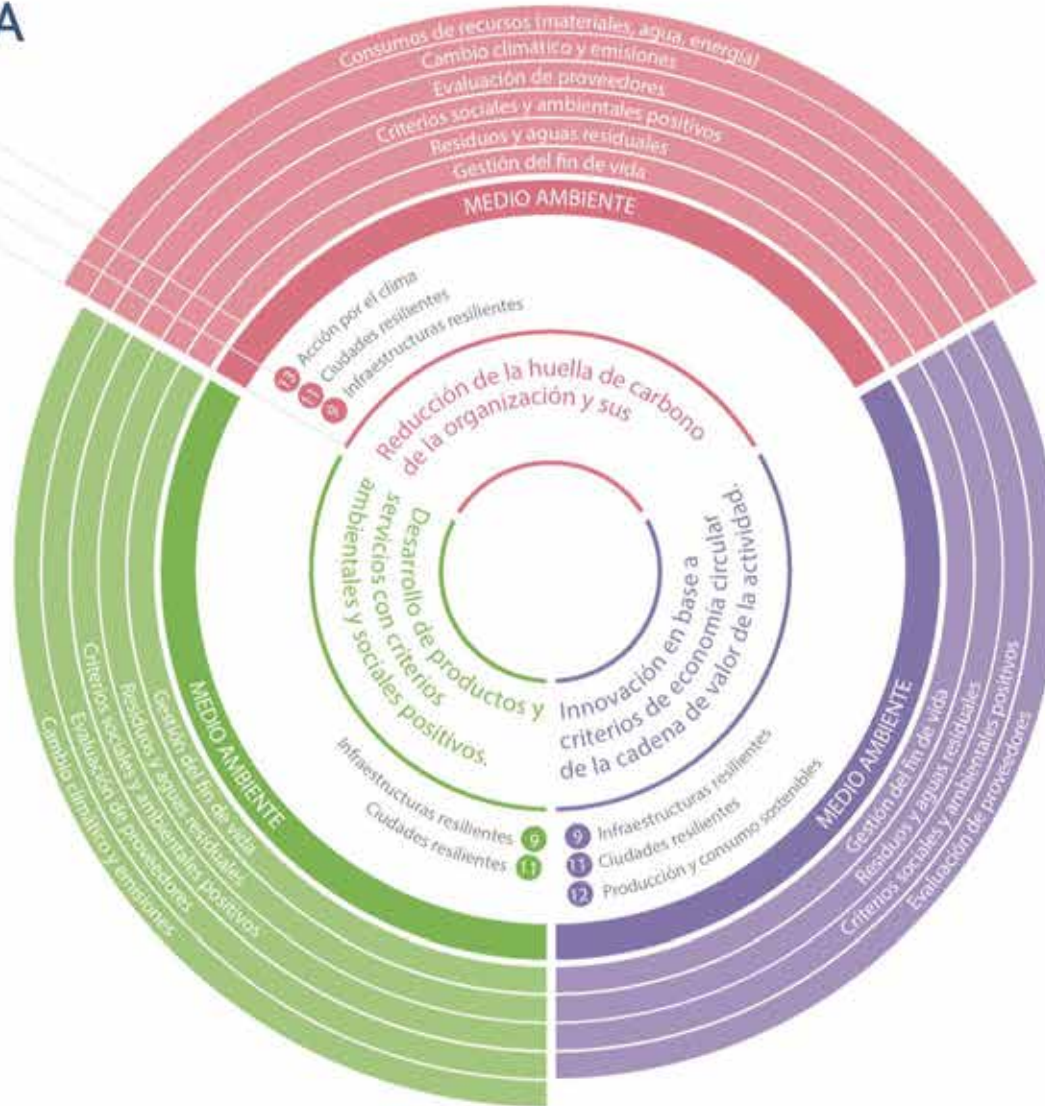 A
Consumos de recursos (materiales, agua, energía)
Cambio climático y emisiones
Evaluación de proveedores
Criterios sociales y ambientales positivos
Residuos y aguas residuales
Gestión del fin de vida
MEDIO AMBIENTE
13 Acción por el clima
11 Ciudades resilientes
9 Infraestructuras resilientes
Reducción de la huella de carbono
de la organización y sus
Innovación en base a
criterios de economía circular
de la cadena de valor de la actividad.
9 Infraestructuras resilientes
11 Ciudades resilientes
12 Producción y consumo sostenibles
MEDIO AMBIENTE
Gestión del fin de vida
Residuos y aguas residuales
Criterios sociales y ambientales positivos
Evaluación de proveedores
Desarrollo de productos y
servicios con criterios
ambientales y sociales positivos.
Infraestructuras resilientes 9
Ciudades resilientes 11
MEDIO AMBIENTE
Gestión del fin de vida
Residuos y aguas residuales
Criterios sociales y ambientales positivos
Evaluación de proveedores
Cambio climático y emisiones